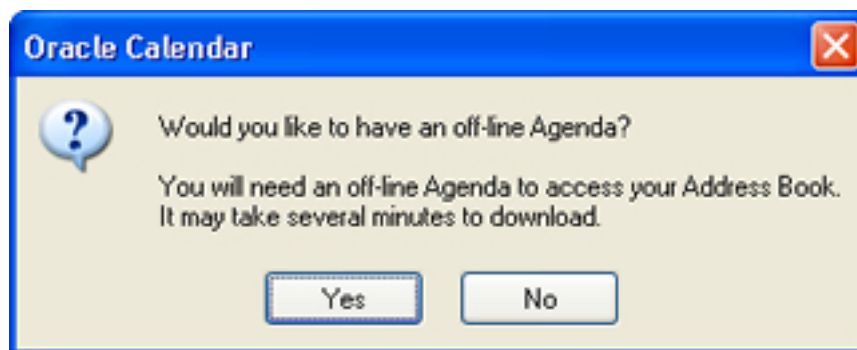 Oracle Calendar
Would you like to have an off-line Agenda?
You will need an off-line Agenda to access your Address Book.
It may take several minutes to download.
Yes
No